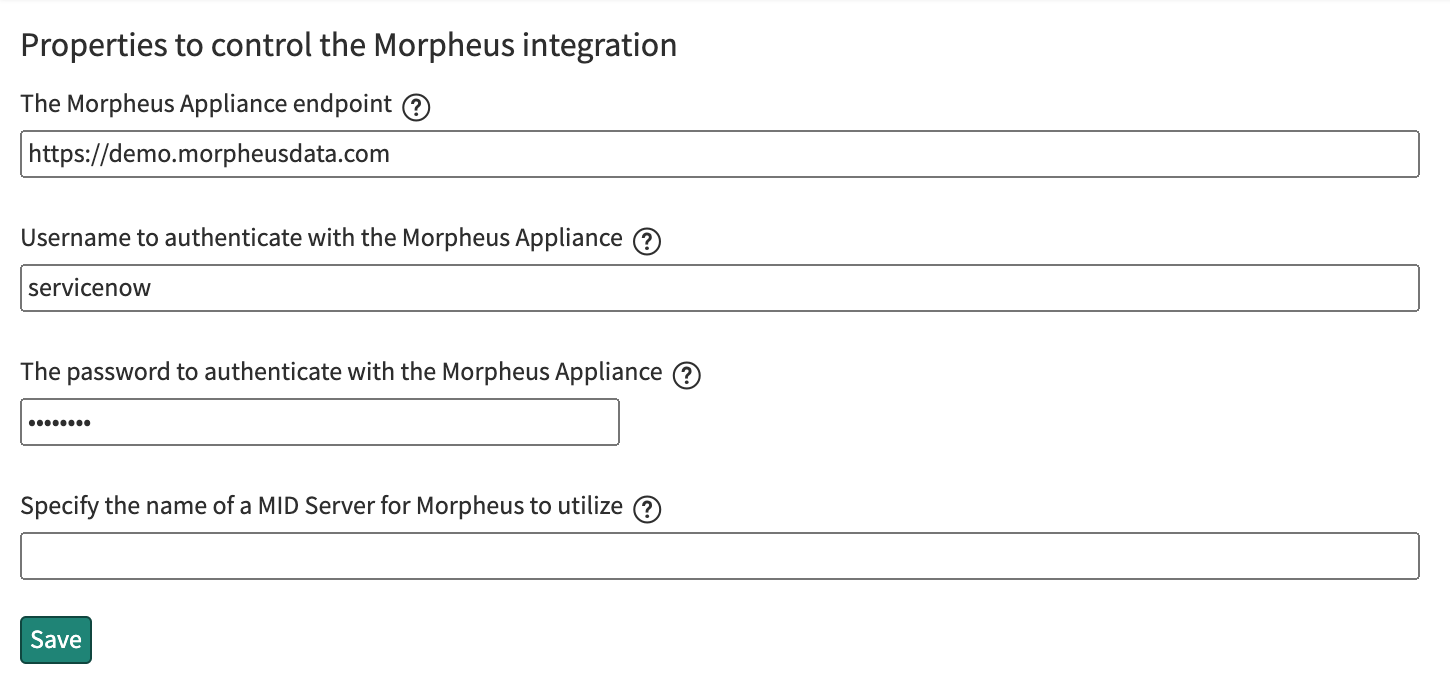 Properties to control the Morpheus integration
The Morpheus Appliance endpoint ?
https://demo.morpheusdata.com
Username to authenticate with the Morpheus Appliance ?
servicenow
The password to authenticate with the Morpheus Appliance ?
••••••••
Specify the name of a MID Server for Morpheus to utilize ?
Save